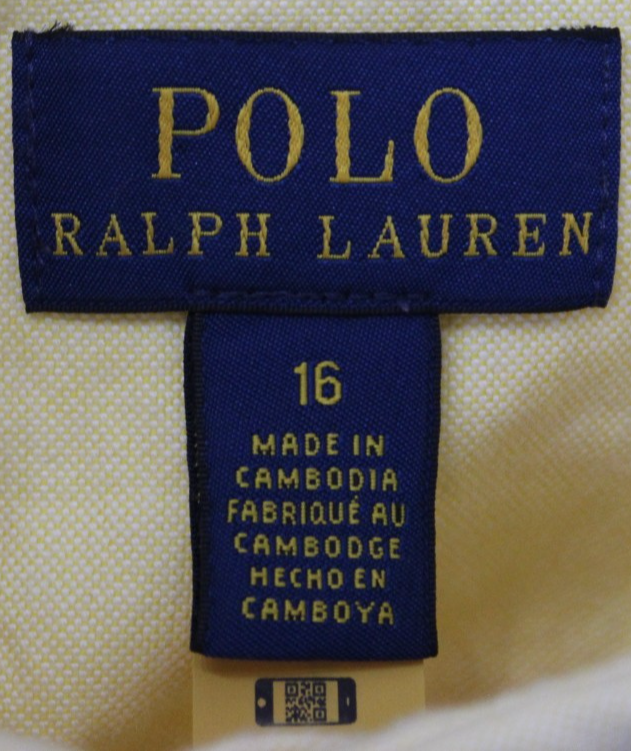 POLO
RALPH LAUREN
16
MADE IN
CAMBODIA
FABRIQUÉ AU
CAMBODGE
HECHO EN
CAMBOYA